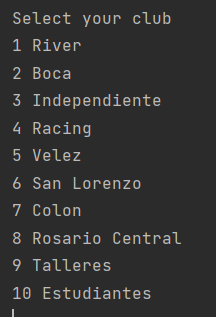 Select your club
1 River
2 Boca
3 Independiente
4 Racing
5 Velez
6 San Lorenzo
7 Colon
8 Rosario Central
9 Talleres
10 Estudiantes